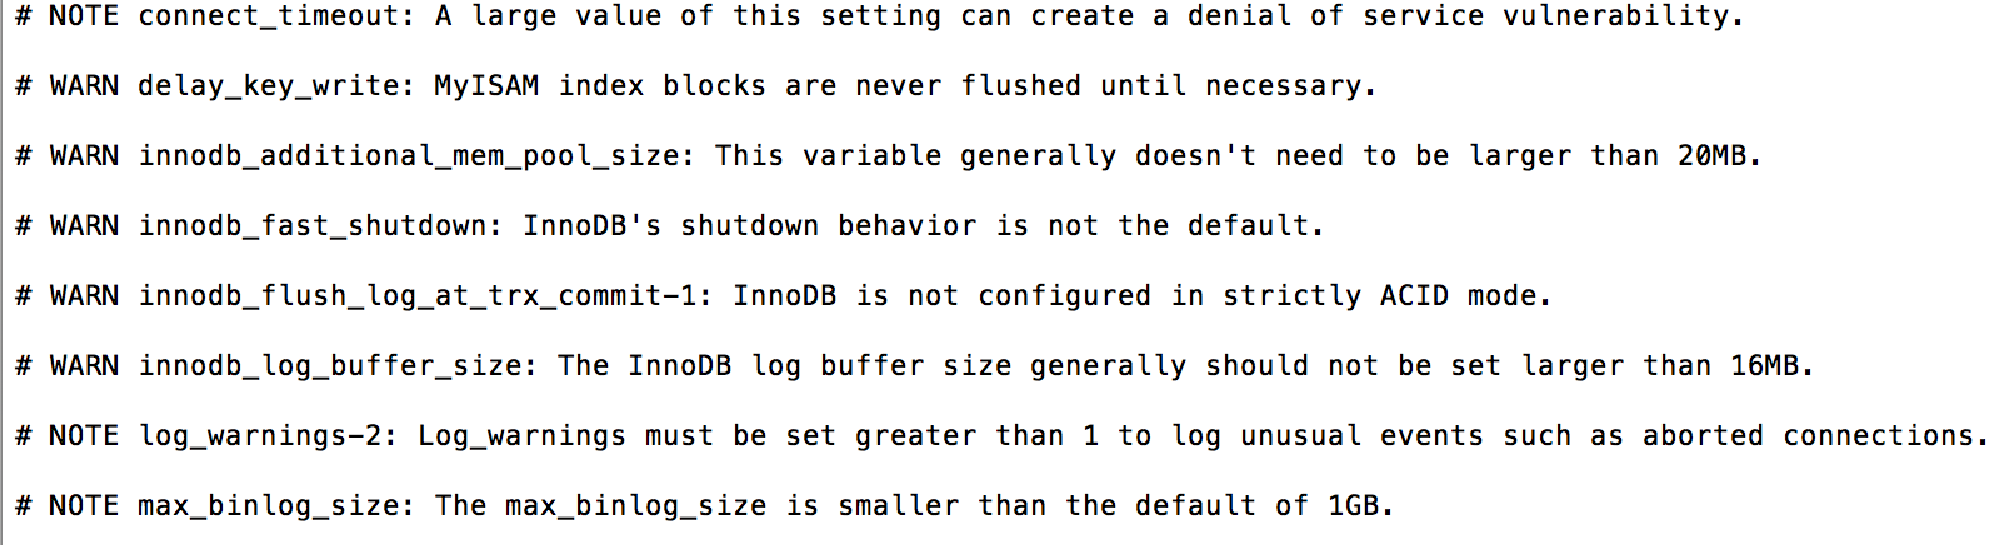 # NOTE connect_timeout: A large value of this setting can create a denial of service vulnerability.
# WARN delay_key_write: MyISAM index blocks are never flushed until necessary.
# WARN innodb_additional_mem_pool_size: This variable generally doesn't need to be larger than 20MB.
# WARN innodb_fast_shutdown: InnoDB's shutdown behavior is not the default.
# WARN innodb_flush_log_at_trx_commit-1: InnoDB is not configured in strictly ACID mode.
# WARN innodb_log_buffer_size: The InnoDB log buffer size generally should not be set larger than 16MB.
# NOTE log_warnings-2: Log_warnings must be set greater than 1 to log unusual events such as aborted connections.
# NOTE max_binlog_size: The max_binlog_size is smaller than the default of 1GB.